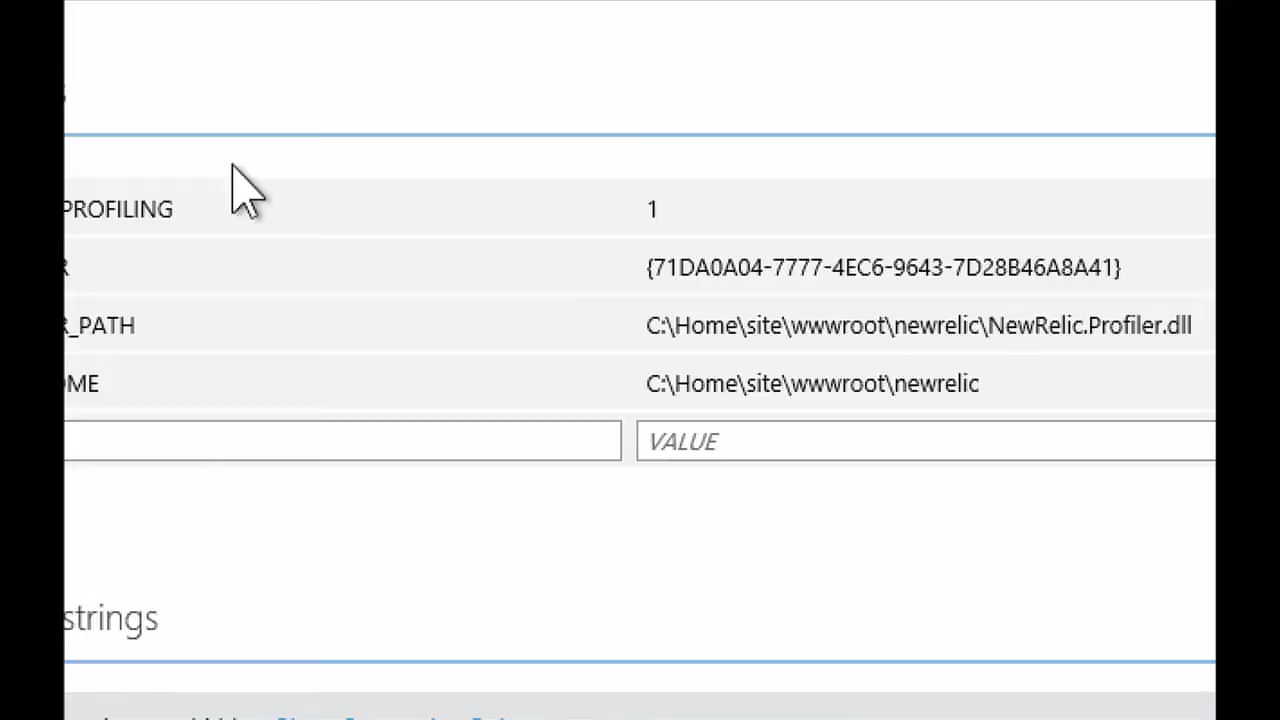 PROFILING 1
R {71DA0A04-7777-4EC6-9643-7D28B46A8A41}
R_PATH C:\Home\site\wwwroot\newrelic\NewRelic.Profiler.dll
OME C:\Home\site\wwwroot\newrelic
VALUE
strings